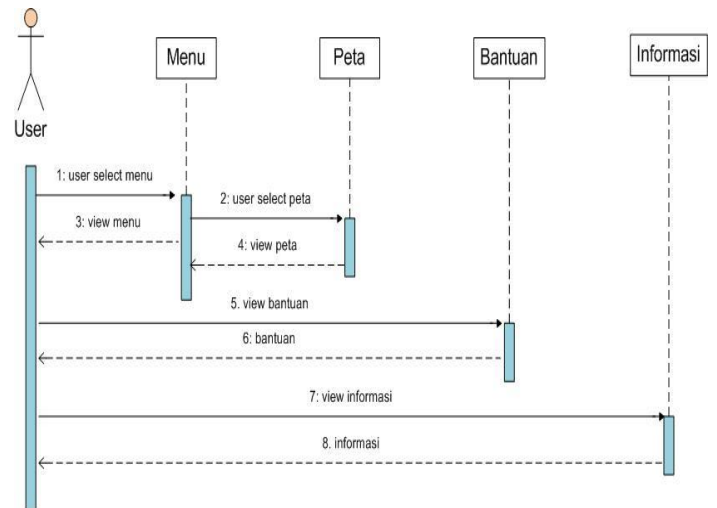 Menu
Peta
Bantuan
Informasi
User
1: user select menu
2: user select peta
3: view menu
4: view peta
5. view bantuan
6: bantuan
7: view informasi
8. informasi